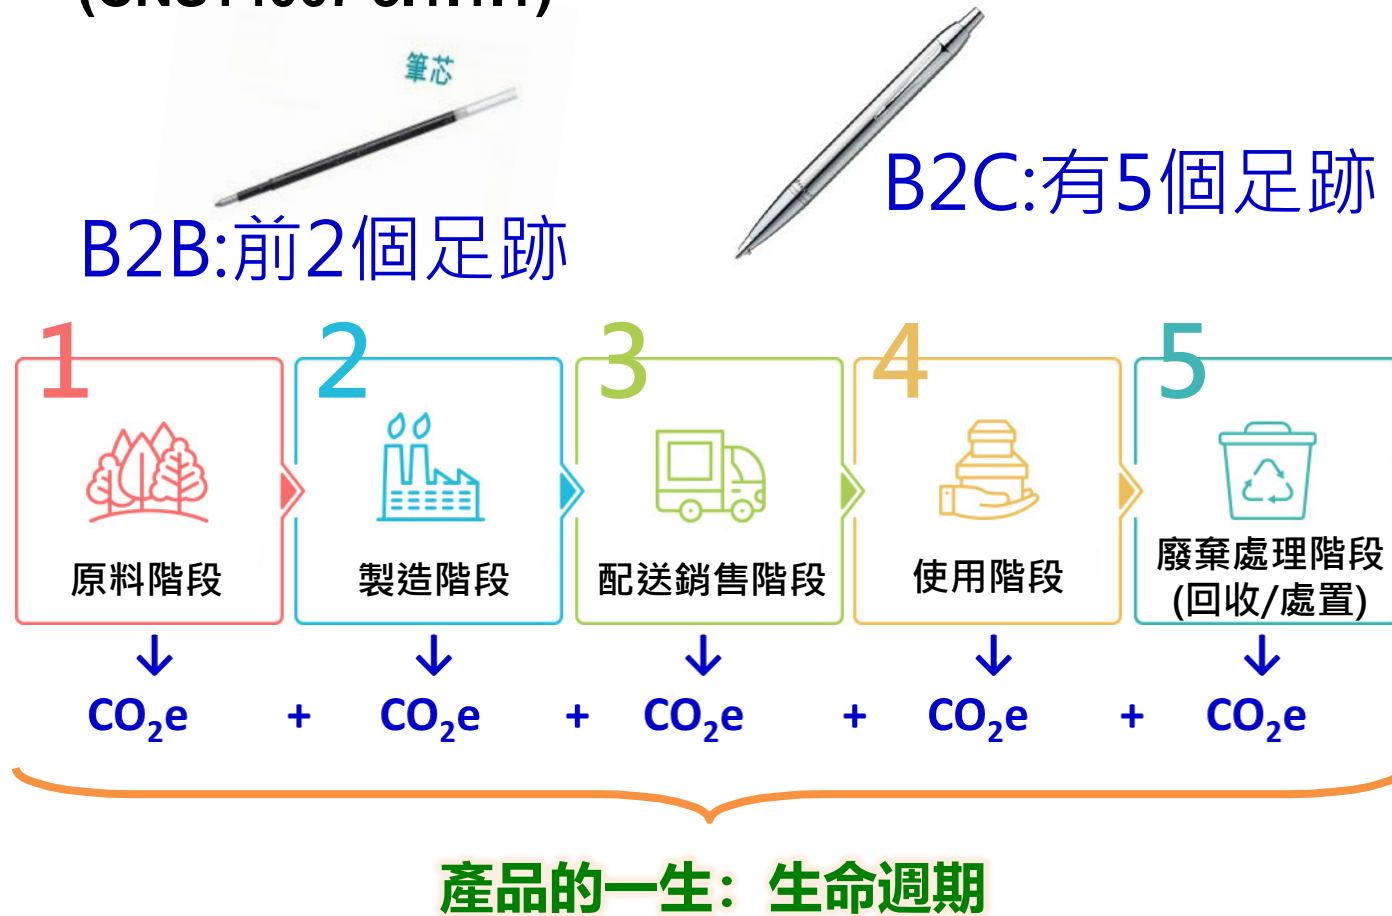 筆芯
B2C:有5個足跡
B2B:前2個足跡
1
2
3
4
5
原料階段
製造階段
配送銷售階段
使用階段
廢棄處理階段
(回收/處置)
CO₂e + CO₂e + CO₂e + CO₂e + CO₂e
產品的一生：生命週期